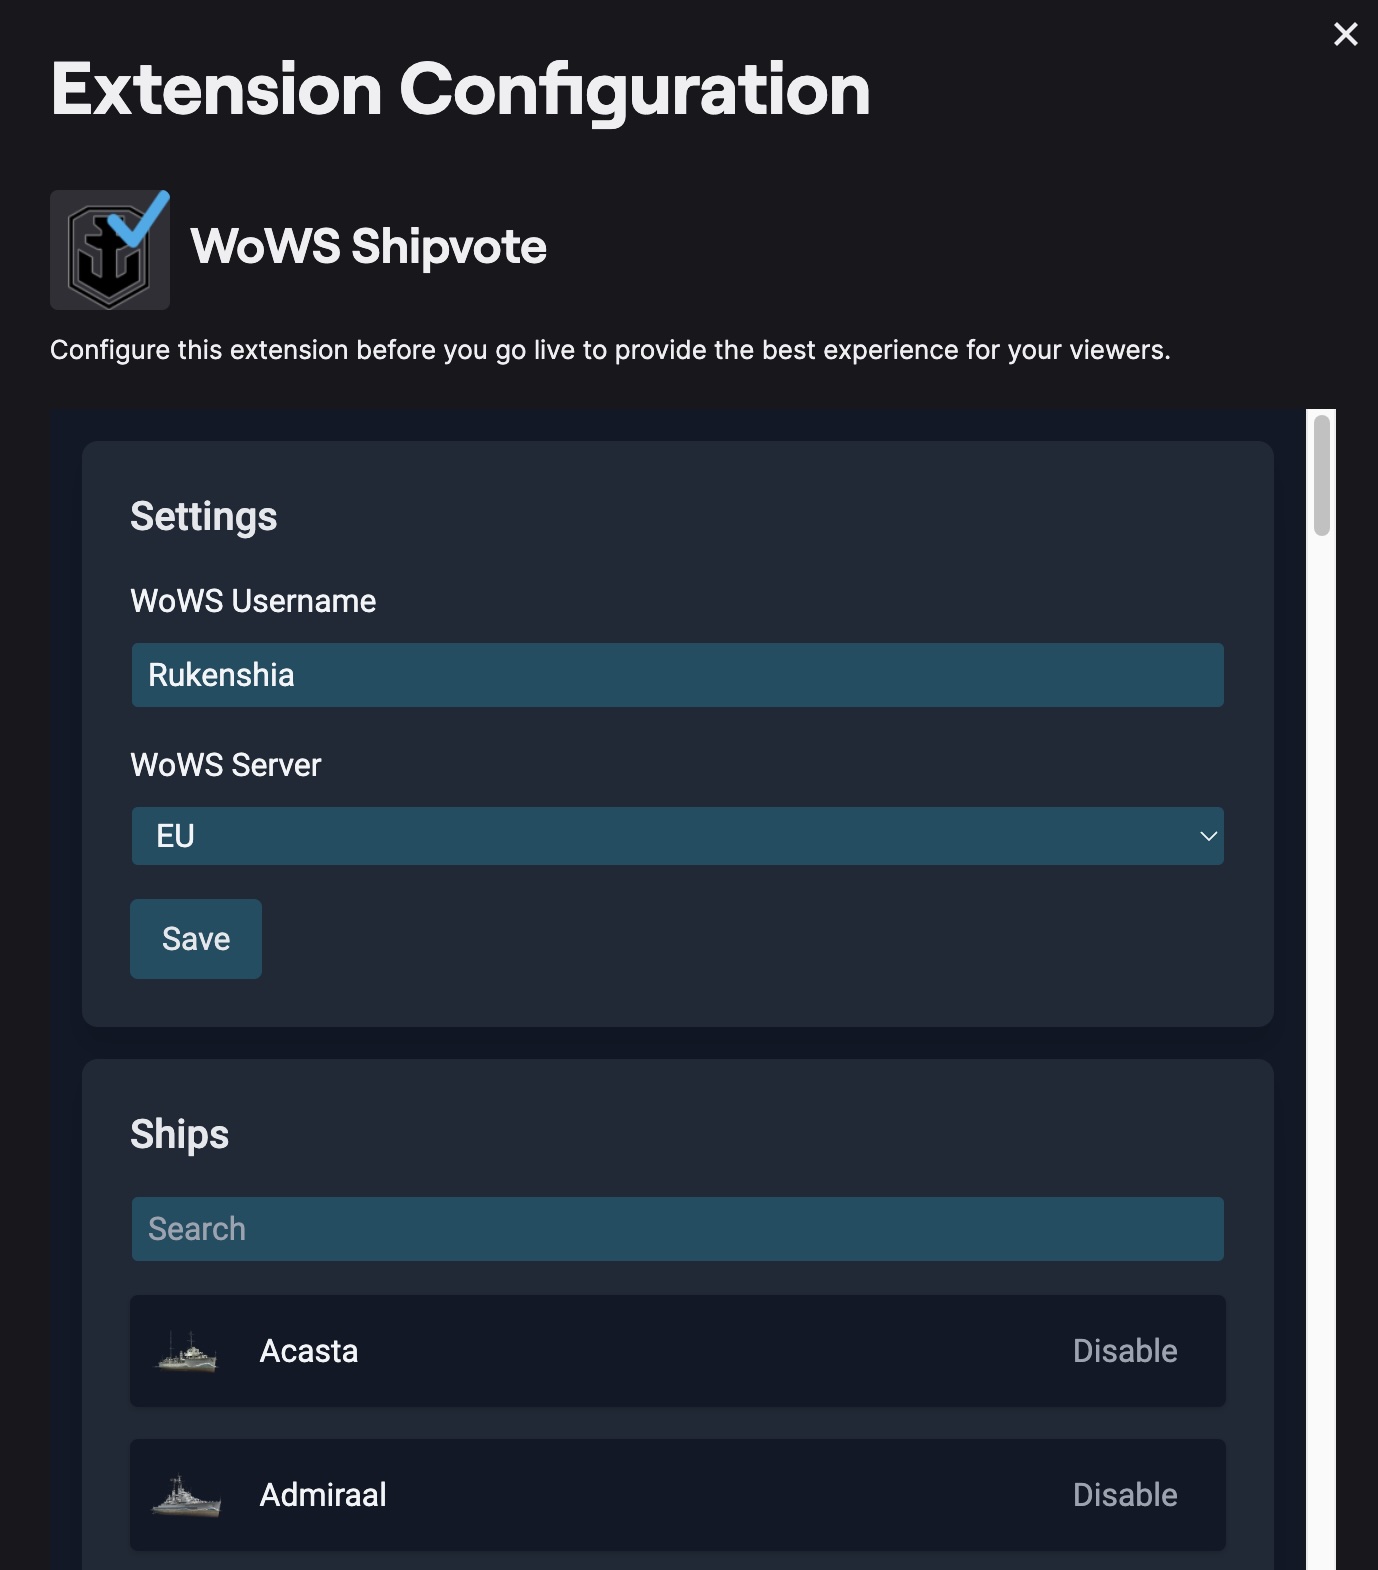 Extension Configuration
WoWS Shipvote
Configure this extension before you go live to provide the best experience for your viewers.
Settings
WoWS Username
Rukenshia
WoWS Server
EU
Save
Ships
Search
Acasta
Disable
Admiraal
Disable